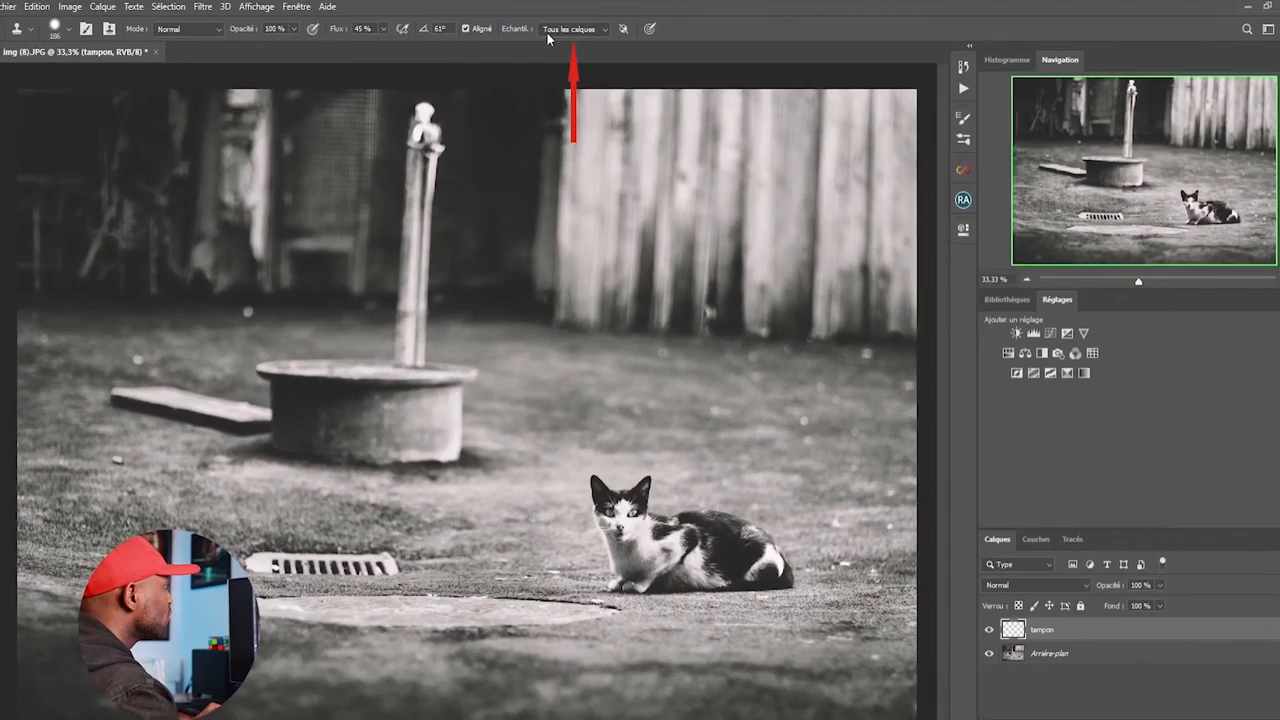 chier Edition Image Calque Texte Sélection Filtre 3D Affichage Fenêtre Aide
186 Mode : Normal Opacité : 100 % Flux : 45 % 61° Aligné Echantil. : Tous les calques
img (8).JPG @ 33,3% (tampon, RVB/8) * ×
Histogramme Navigation
RA
33,33 %
Bibliothèques Réglages
Ajouter un réglage
Calques Couches Tracés
Type
Normal Opacité : 100 %
Verrou : Fond : 100 %
tampon
Arrière-plan